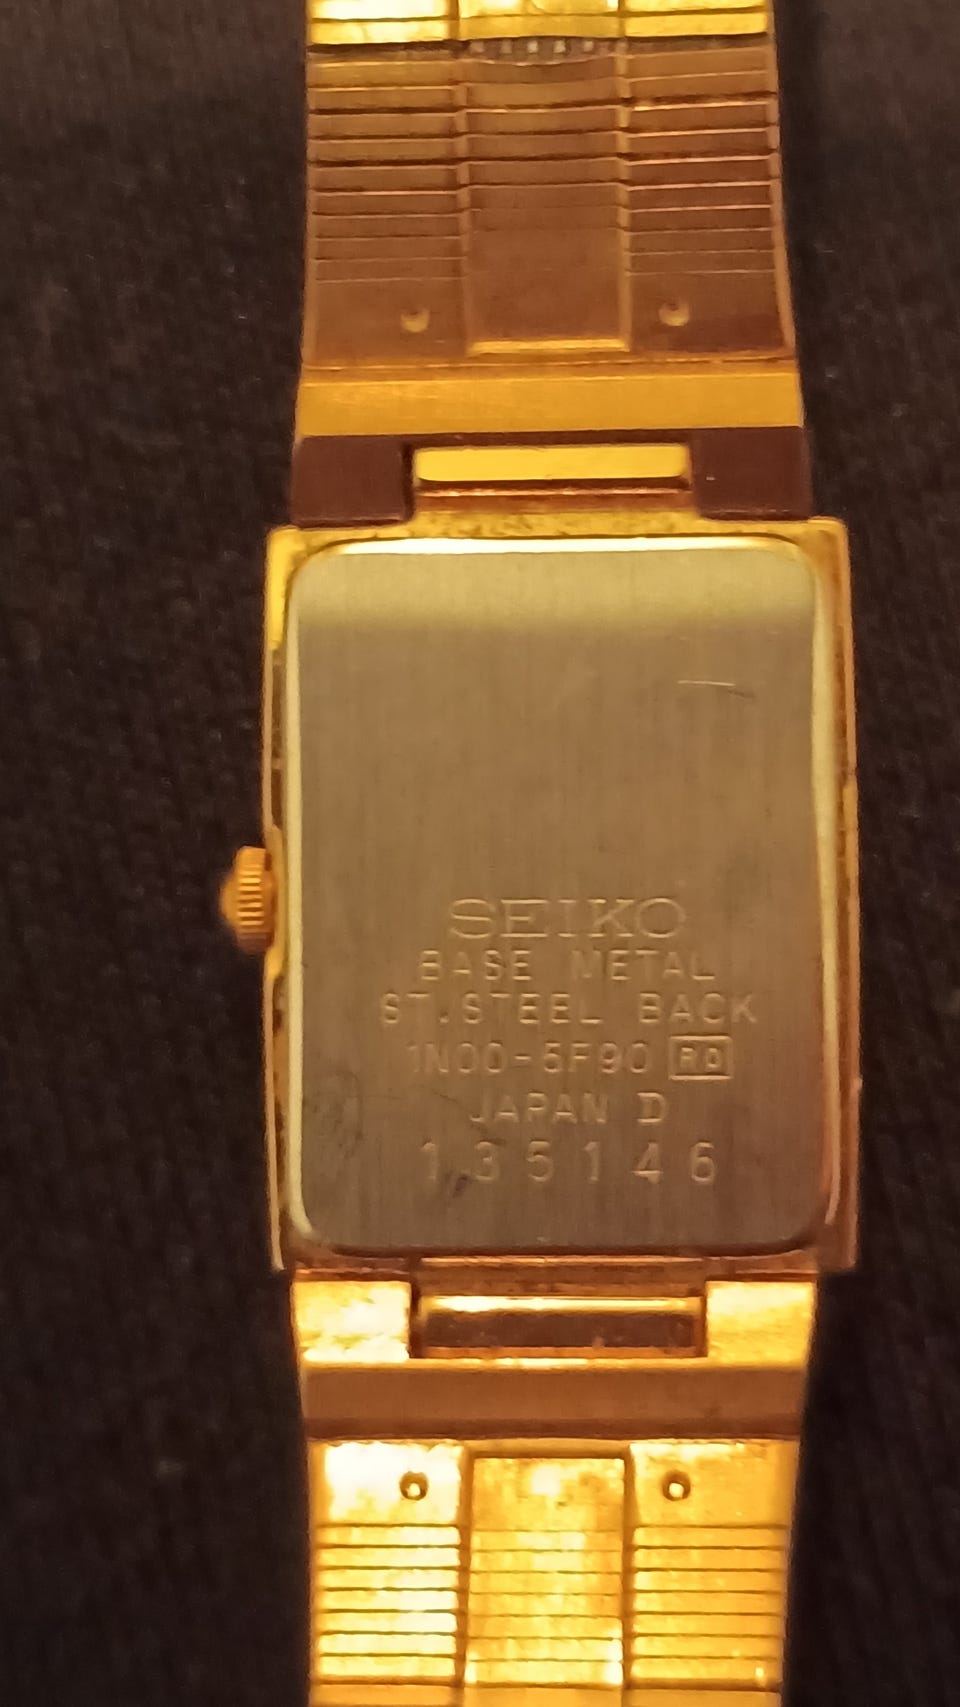 SEIKO
BASE METAL
ST.STEEL BACK
1N00-5F90 RO
JAPAN D
135146